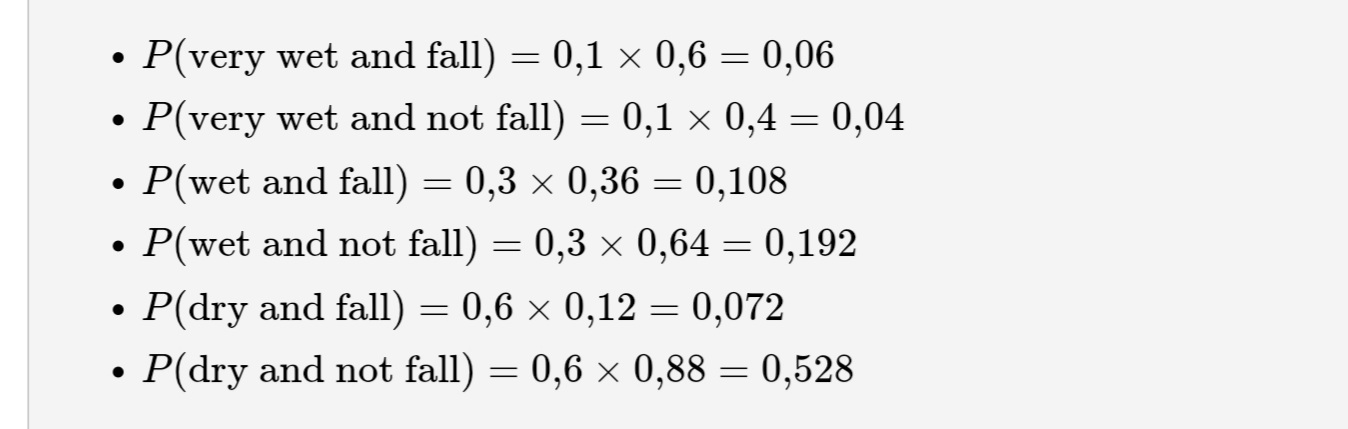 • P(very wet and fall) = 0,1 × 0,6 = 0,06
• P(very wet and not fall) = 0,1 × 0,4 = 0,04
• P(wet and fall) = 0,3 × 0,36 = 0,108
• P(wet and not fall) = 0,3 × 0,64 = 0,192
• P(dry and fall) = 0,6 × 0,12 = 0,072
• P(dry and not fall) = 0,6 × 0,88 = 0,528